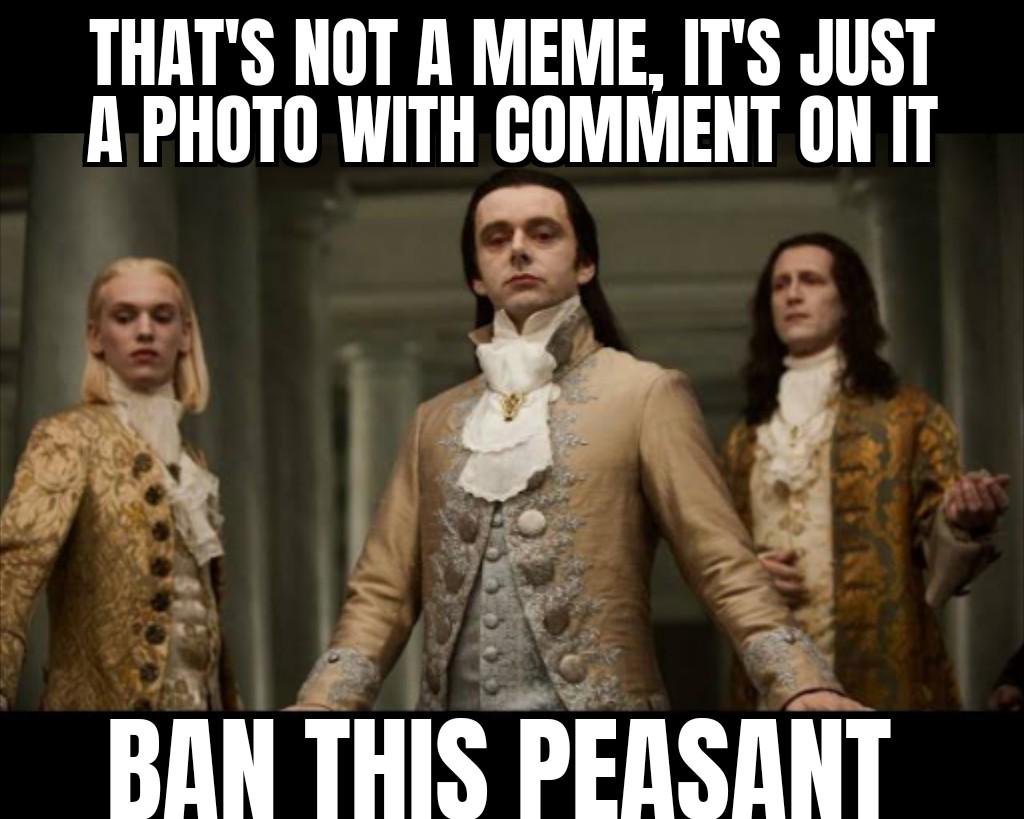 THAT'S NOT A MEME, IT'S JUST
A PHOTO WITH COMMENT ON IT
BAN THIS PEASANT